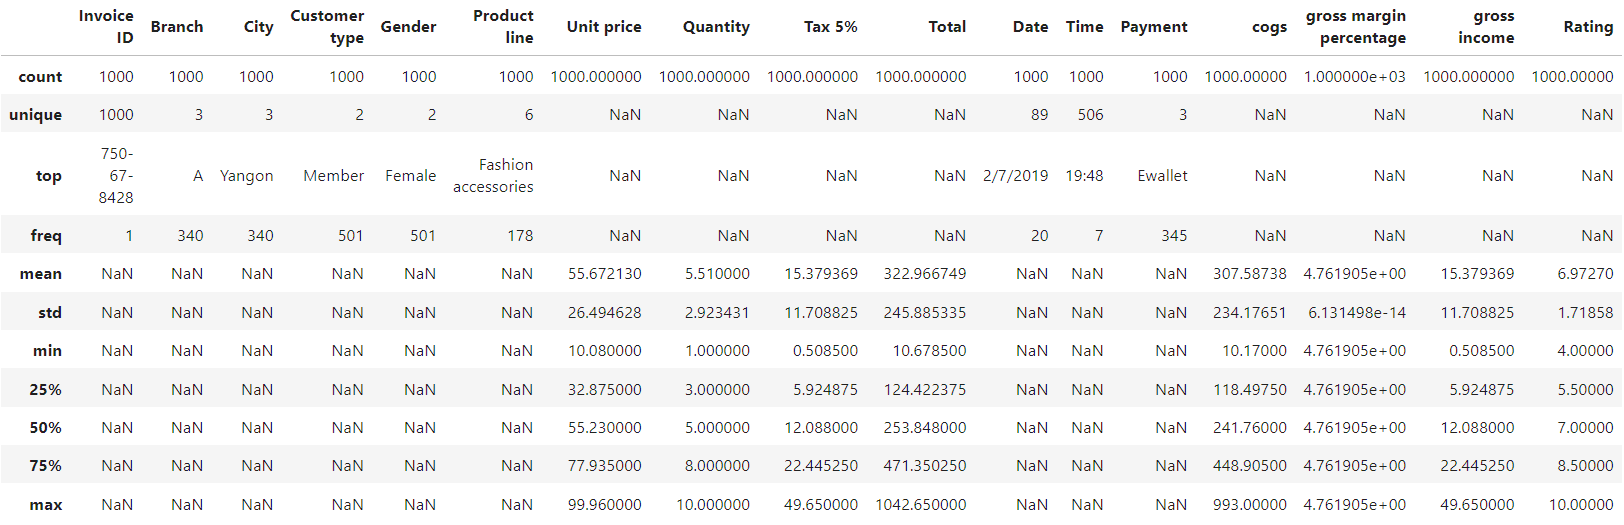 Invoice ID Branch City Customer type Gender Product line Unit price Quantity Tax 5% Total Date Time Payment cogs gross margin percentage gross income Rating
count 1000 1000 1000 1000 1000 1000 1000.000000 1000.000000 1000.000000 1000.000000 1000 1000 1000 1000.00000 1.000000e+03 1000.000000 1000.00000
unique 1000 3 3 2 2 6 NaN NaN NaN NaN 89 506 3 NaN NaN NaN NaN
top 750-67-8428 A Yangon Member Female Fashion accessories NaN NaN NaN NaN 2/7/2019 19:48 Ewallet NaN NaN NaN NaN
freq 1 340 340 501 501 178 NaN NaN NaN NaN 20 7 345 NaN NaN NaN NaN
mean NaN NaN NaN NaN NaN NaN 55.672130 5.510000 15.379369 322.966749 NaN NaN NaN 307.58738 4.761905e+00 15.379369 6.97270
std NaN NaN NaN NaN NaN NaN 26.494628 2.923431 11.708825 245.885335 NaN NaN NaN 234.17651 6.131498e-14 11.708825 1.71858
min NaN NaN NaN NaN NaN NaN 10.080000 1.000000 0.508500 10.678500 NaN NaN NaN 10.17000 4.761905e+00 0.508500 4.00000
25% NaN NaN NaN NaN NaN NaN 32.875000 3.000000 5.924875 124.422375 NaN NaN NaN 118.49750 4.761905e+00 5.924875 5.50000
50% NaN NaN NaN NaN NaN NaN 55.230000 5.000000 12.088000 253.848000 NaN NaN NaN 241.76000 4.761905e+00 12.088000 7.00000
75% NaN NaN NaN NaN NaN NaN 77.935000 8.000000 22.445250 471.350250 NaN NaN NaN 448.90500 4.761905e+00 22.445250 8.50000
max NaN NaN NaN NaN NaN NaN 99.960000 10.000000 49.650000 1042.650000 NaN NaN NaN 993.00000 4.761905e+00 49.650000 10.00000